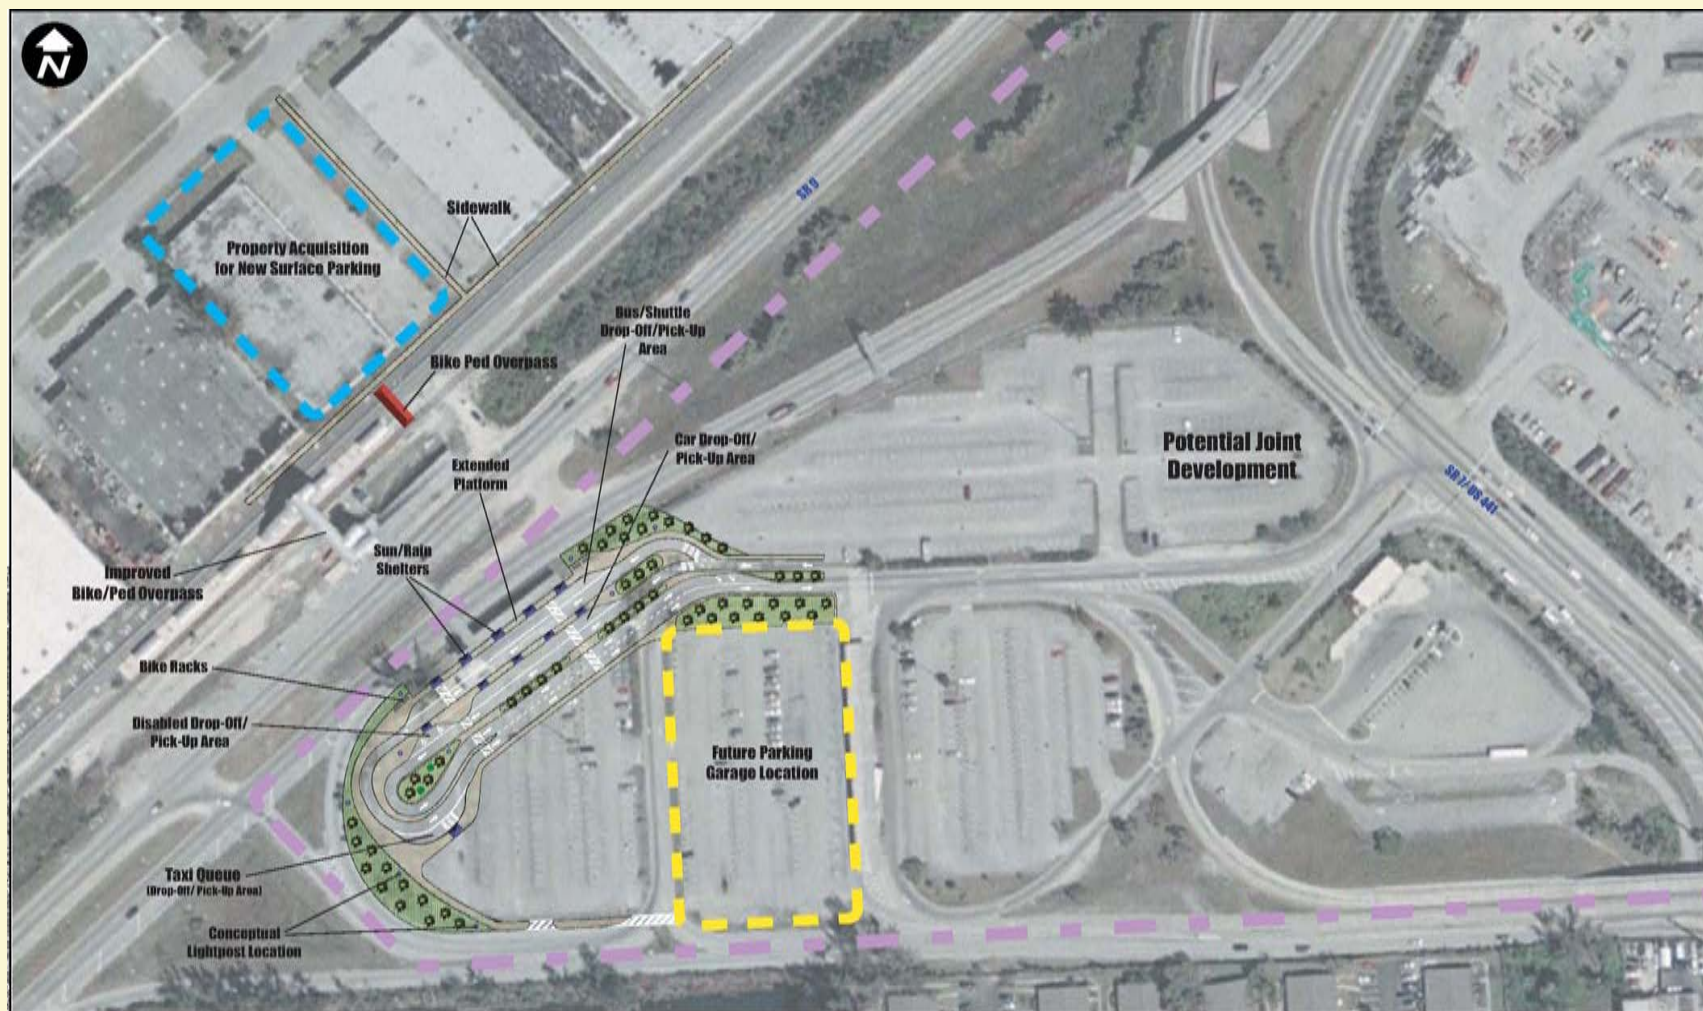 N
SR 9
Sidewalk
Property Acquisition
for New Surface Parking
Bus/Shuttle
Drop-Off/Pick-Up
Area
Bike Ped Overpass
Car Drop-Off/
Pick-Up Area
Potential Joint
Development
Extended
Platform
SR 7/ US 441
Sun/Rain
Shelters
Improved
Bike/Ped Overpass
Bike Racks
Disabled Drop-Off/
Pick-Up Area
Future Parking
Garage Location
Taxi Queue
(Drop-Off/ Pick-Up Area)
Conceptual
Lightpost Location